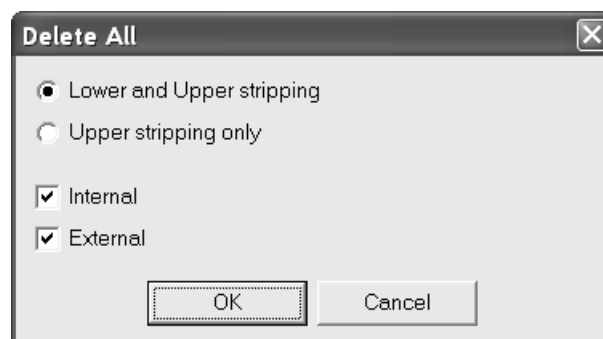 Delete All
Lower and Upper stripping
Upper stripping only
Internal
External
OK
Cancel